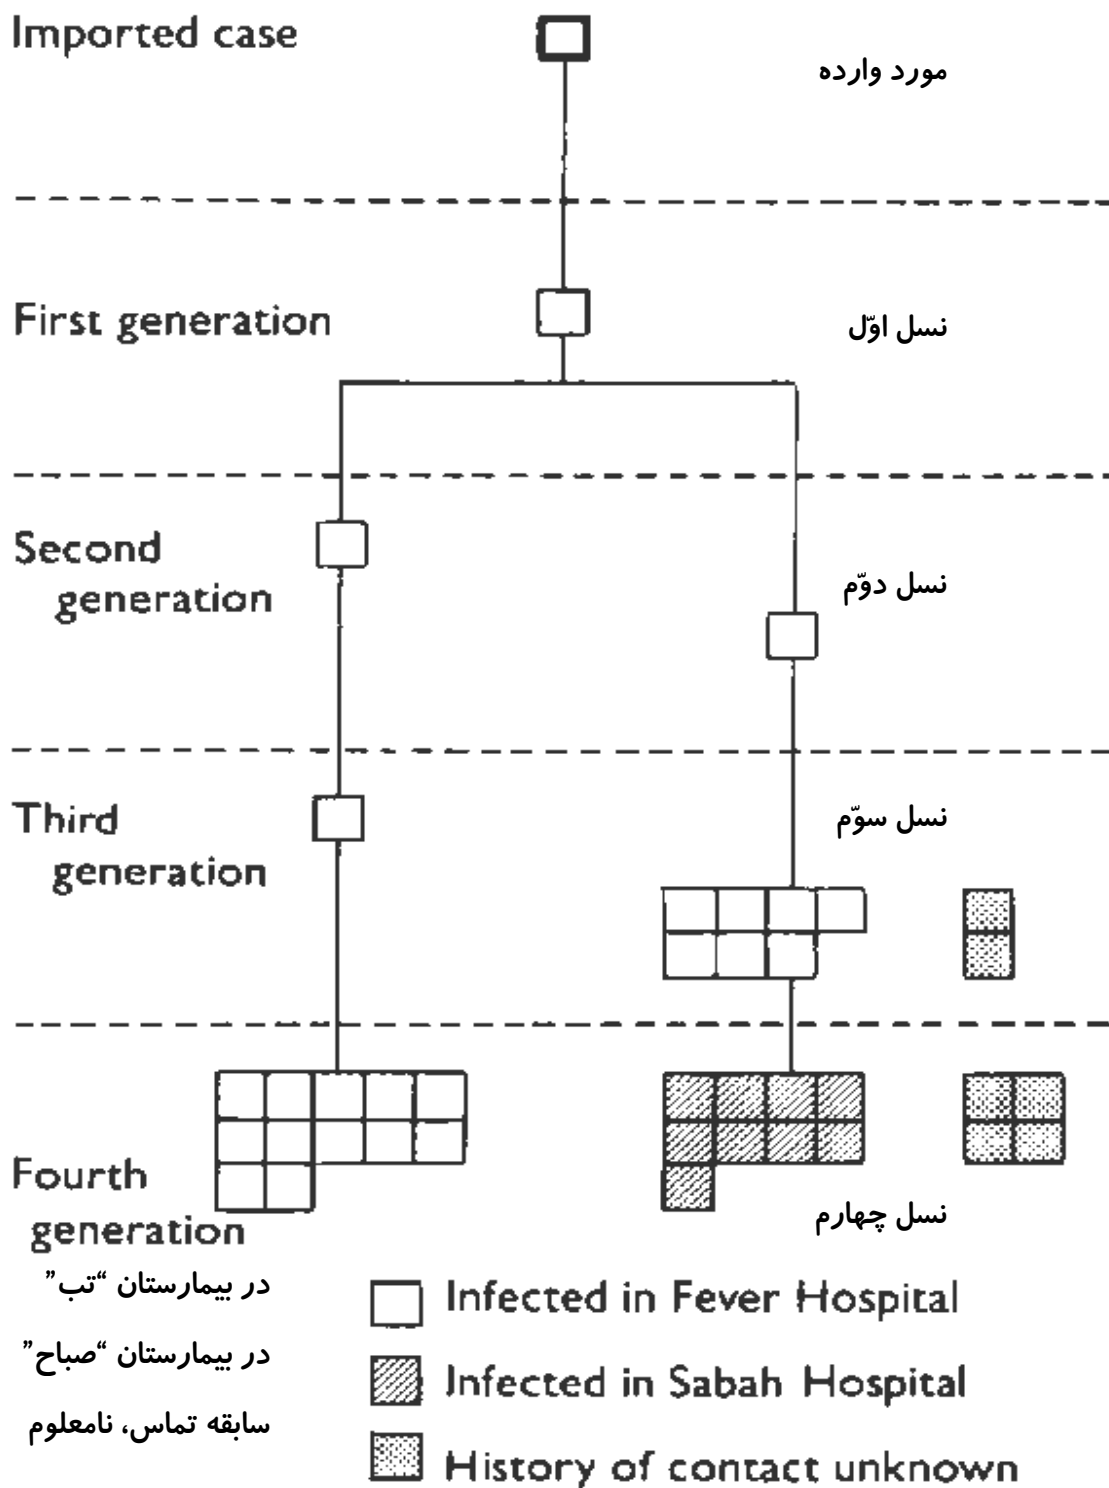 Imported case
مورد وارده
First generation
نسل اوّل
Second
generation
نسل دوّم
Third
generation
نسل سوّم
Fourth
generation
نسل چهارم
در بیمارستان “تب”
Infected in Fever Hospital
در بیمارستان “صباح”
Infected in Sabah Hospital
سابقه تماس، نامعلوم
History of contact unknown